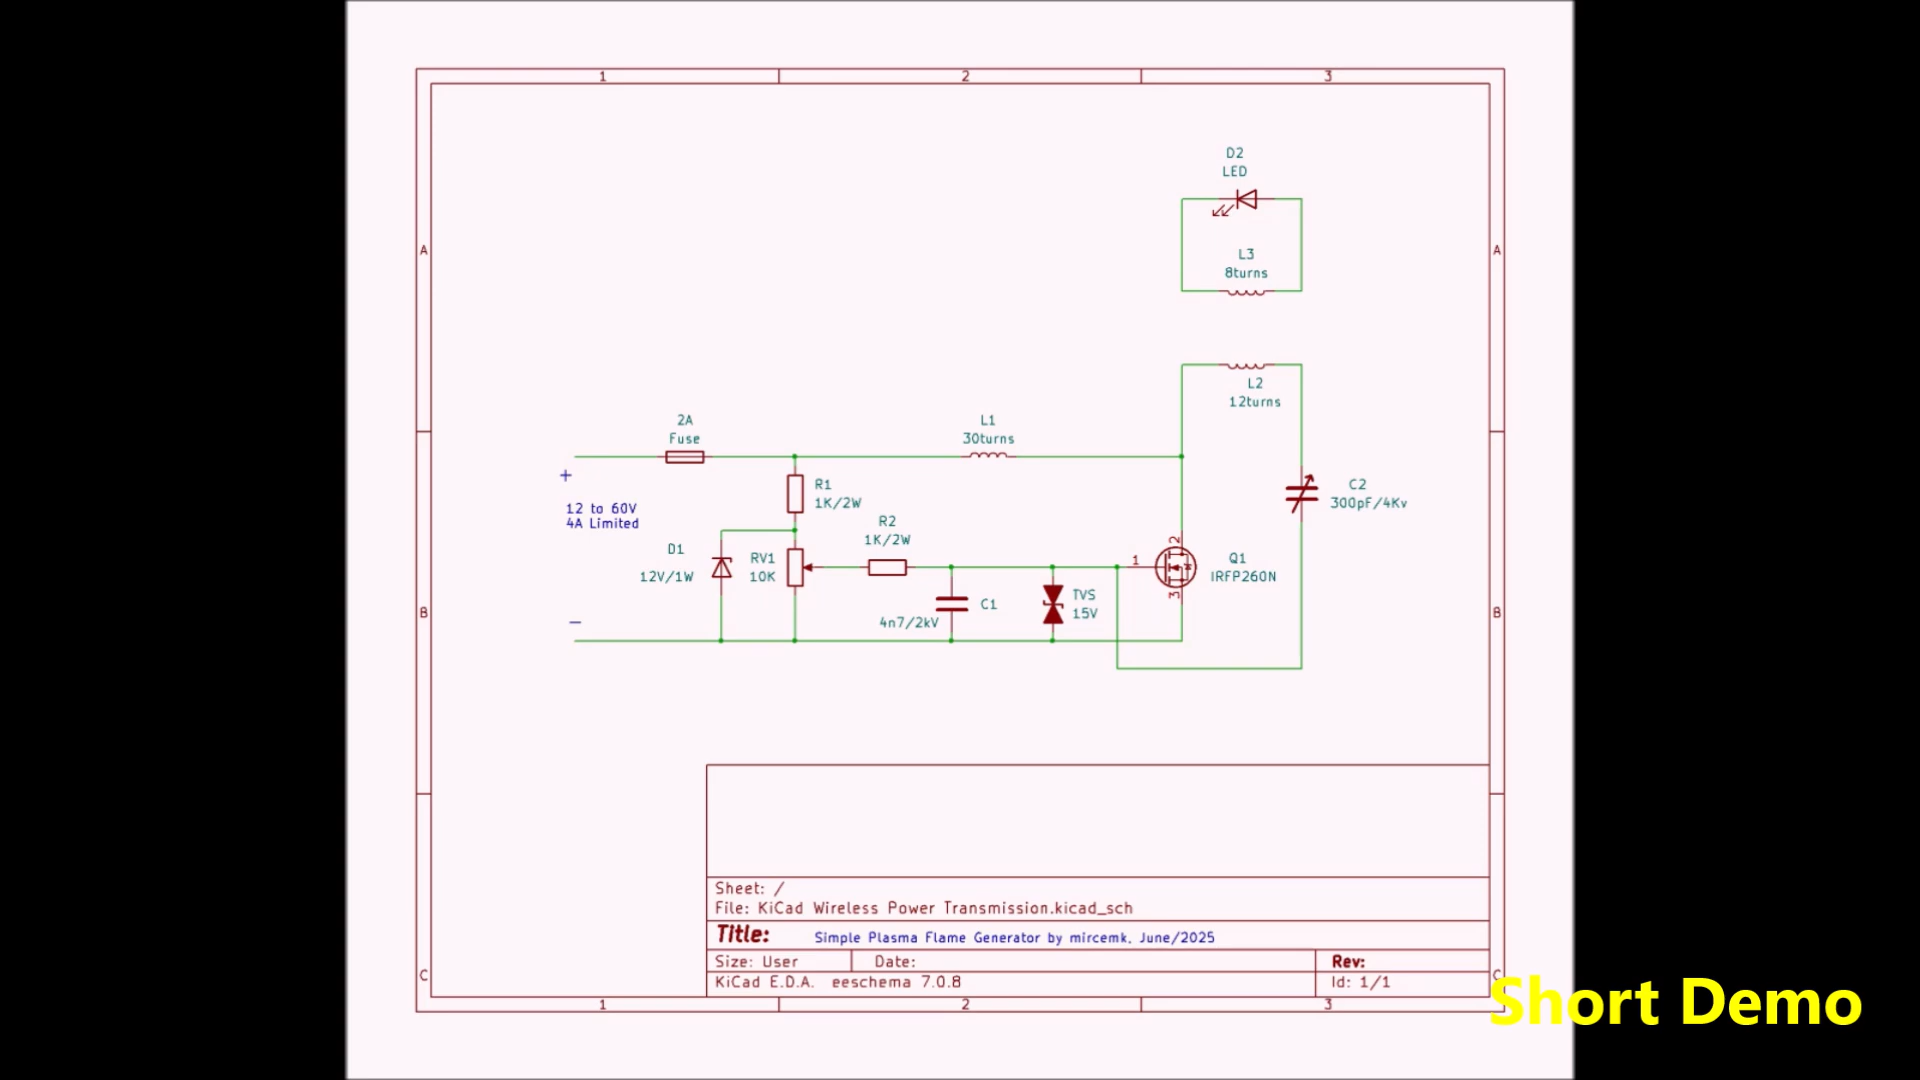 1
2
3
D2
LED
A
A
L3
8turns
L2
12turns
2A
Fuse
L1
30turns
+
12 to 60V
4A Limited
R1
1K/2W
C2
300pF/4Kv
R2
1K/2W
D1
12V/1W
RV1
10K
1
2
3
Q1
IRFP260N
C1
4n7/2kV
TVS
15V
B
B
−
Sheet: /
File: KiCad Wireless Power Transmission.kicad_sch
Title: Simple Plasma Flame Generator by mircemk, June/2025
Size: User Date: Rev:
KiCad E.D.A. eeschema 7.0.8 Id: 1/1
C
C
1
2
3
Short Demo